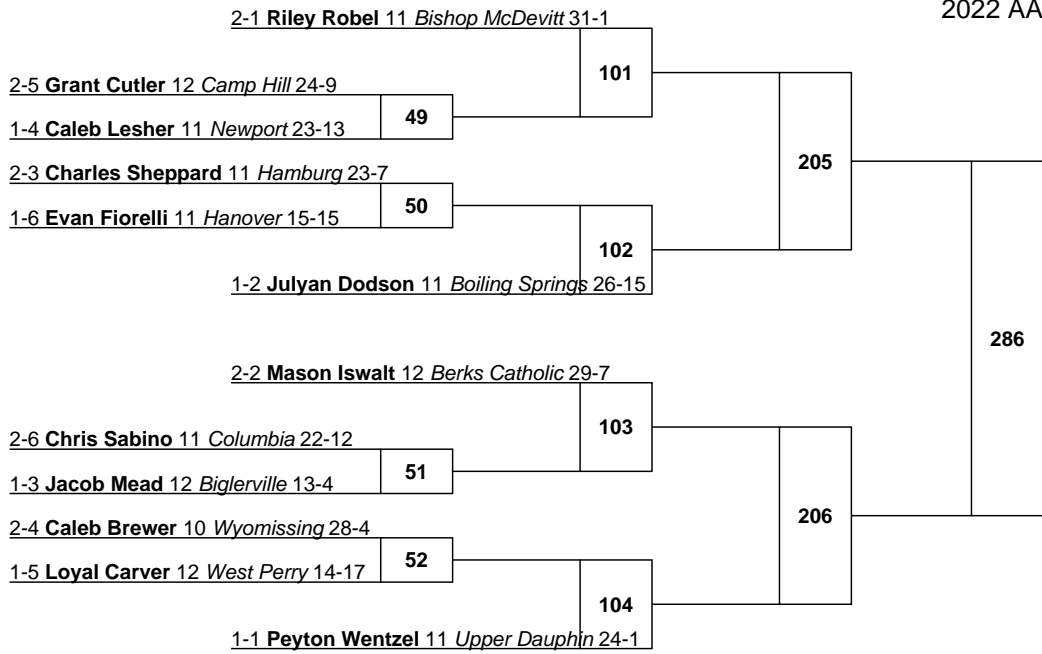 2022 AA
2-1 Riley Robel 11 Bishop McDevitt 31-1
101
2-5 Grant Cutler 12 Camp Hill 24-9
49
1-4 Caleb Lesher 11 Newport 23-13
205
2-3 Charles Sheppard 11 Hamburg 23-7
50
1-6 Evan Fiorelli 11 Hanover 15-15
102
1-2 Julyan Dodson 11 Boiling Springs 26-15
286
2-2 Mason Iswalt 12 Berks Catholic 29-7
103
2-6 Chris Sabino 11 Columbia 22-12
51
1-3 Jacob Mead 12 Biglerville 13-4
206
2-4 Caleb Brewer 10 Wyomissing 28-4
52
1-5 Loyal Carver 12 West Perry 14-17
104
1-1 Peyton Wentzel 11 Upper Dauphin 24-1